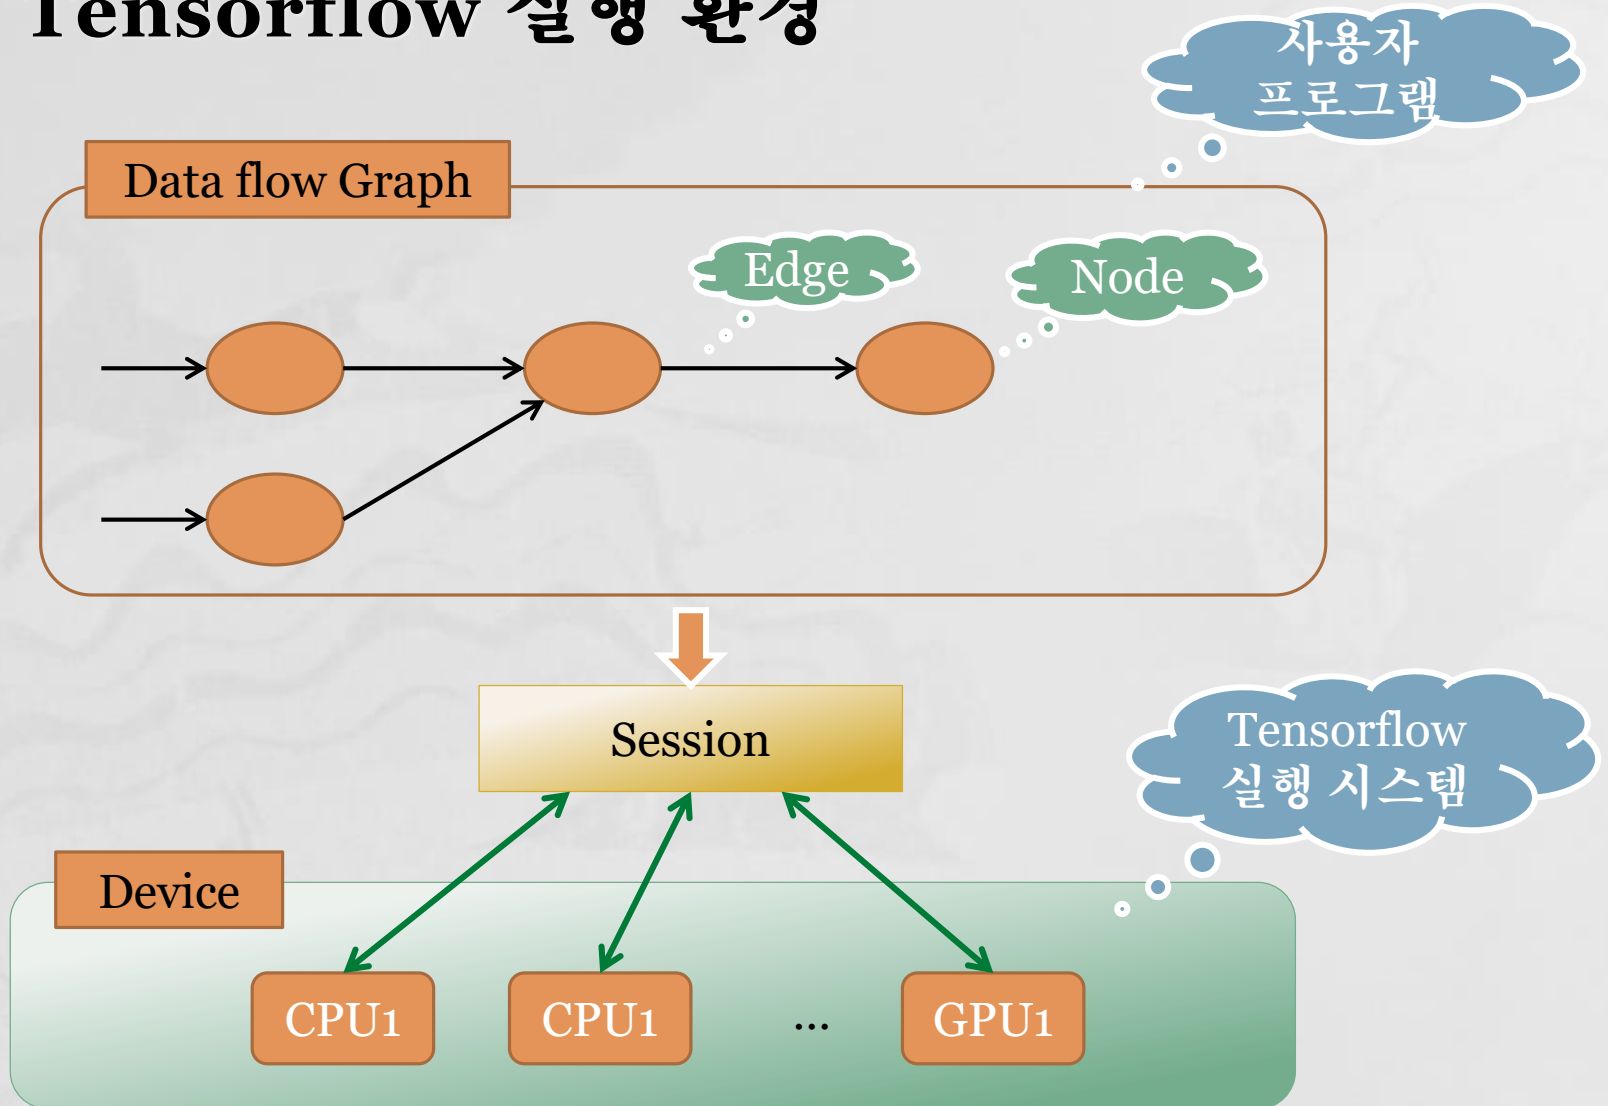 Tensorflow 실행 환경
사용자
프로그램
Data flow Graph
Edge
Node
Session
Tensorflow
실행 시스템
Device
CPU1
CPU1
...
GPU1